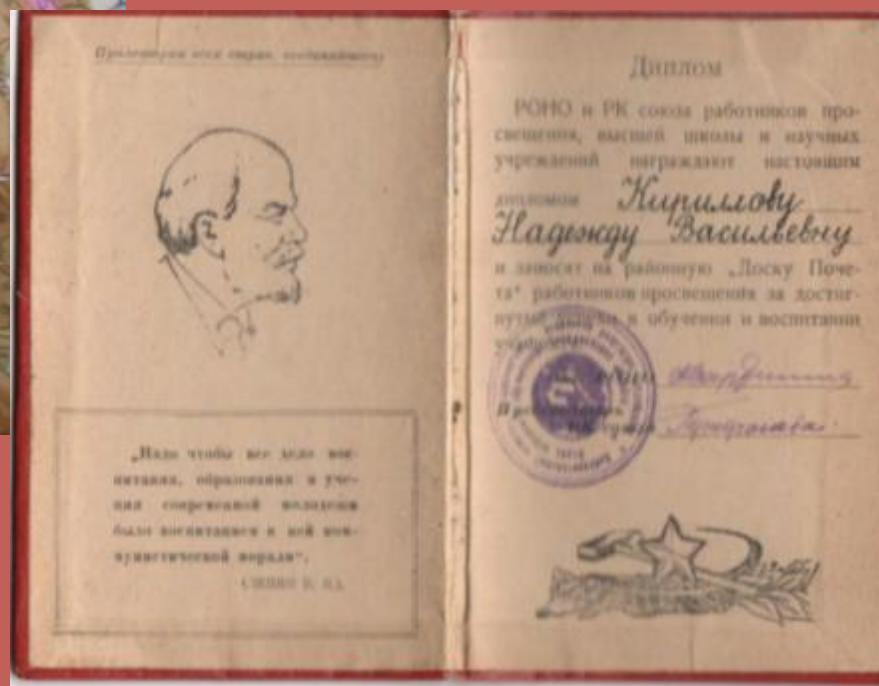 Пролетарии всех стран, соединяйтесь!
„Надо чтобы все дело вос-
питания, образования и уче-
ния современной молодежи
было воспитанием в ней ком-
мунистической морали“.
Диплом
РОНО и РК союза работников про-
свещения, высшей школы и научных
учреждений награждают настоящим
дипломом Кириллову
Надежду Васильевну
и заносят на районную „Доску Поче-
та“ работников просвещения за достиг-
нутые успехи в обучении и воспитании